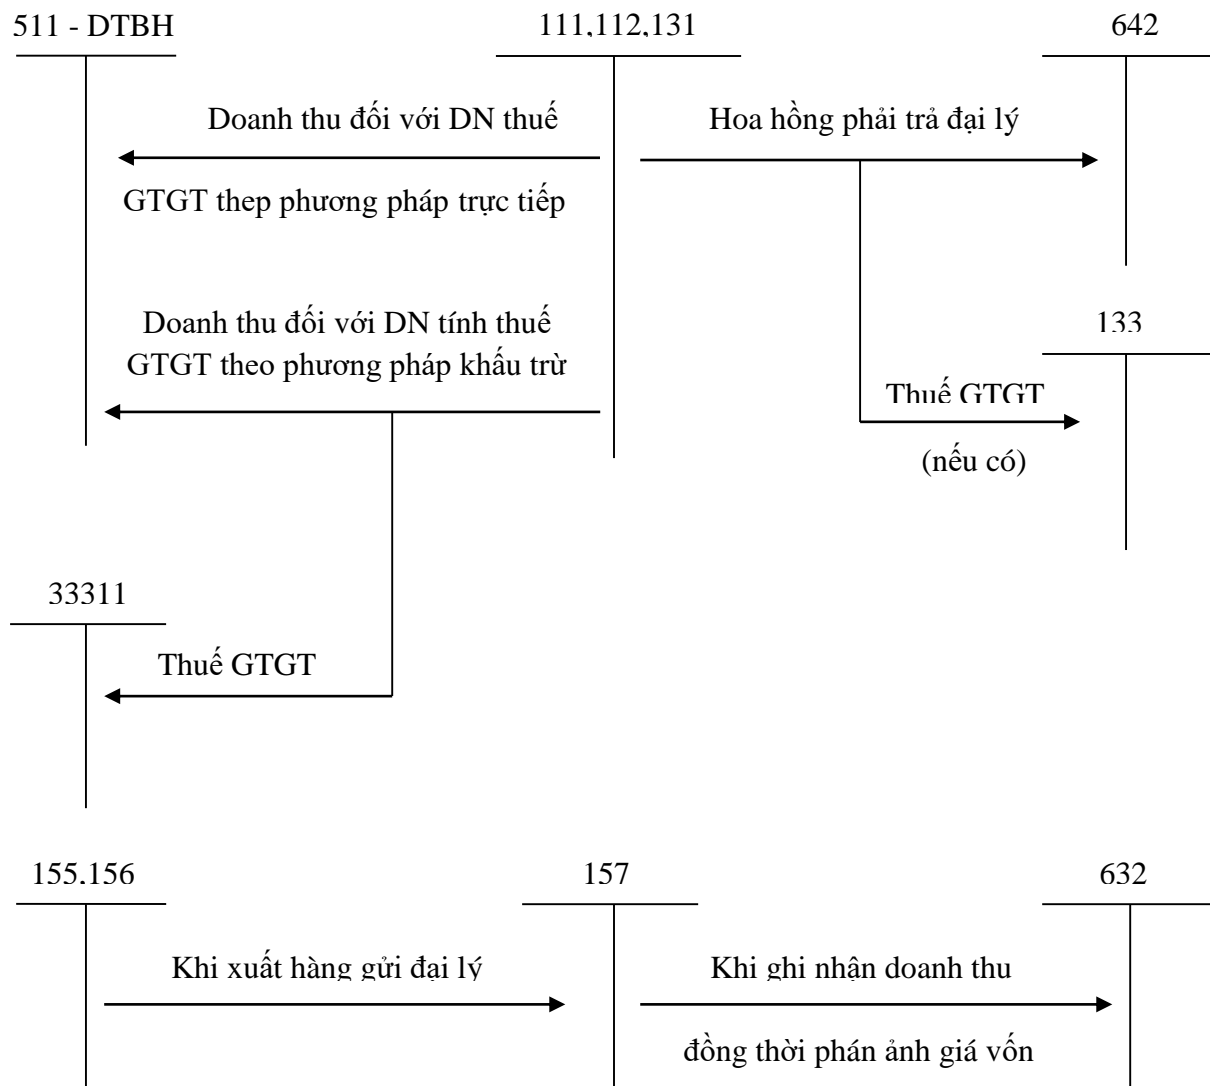 511 - DTBH
111,112,131
642
Doanh thu đối với DN thuế
Hoa hồng phải trả đại lý
GTGT thep phương pháp trực tiếp
Doanh thu đối với DN tính thuế
133
GTGT theo phương pháp khấu trừ
Thuế GTGT
(nếu có)
33311
Thuế GTGT
155,156
157
632
Khi xuất hàng gửi đại lý
Khi ghi nhận doanh thu
đồng thời phán ảnh giá vốn